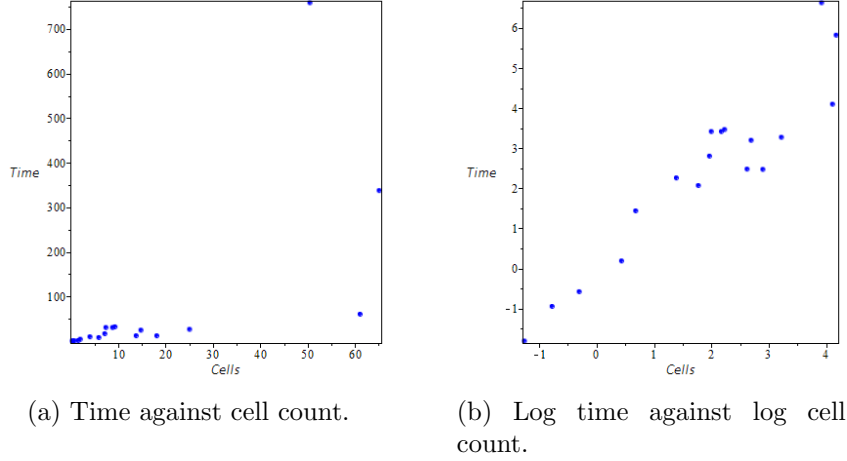 700
600
500
400
Time
300
200
100
10 20 30 40 50 60
Cells
6
5
4
3
Time
2
1
0
-1
-1 0 1 2 3 4
Cells
(a) Time against cell count.
(b) Log time against log cell
count.